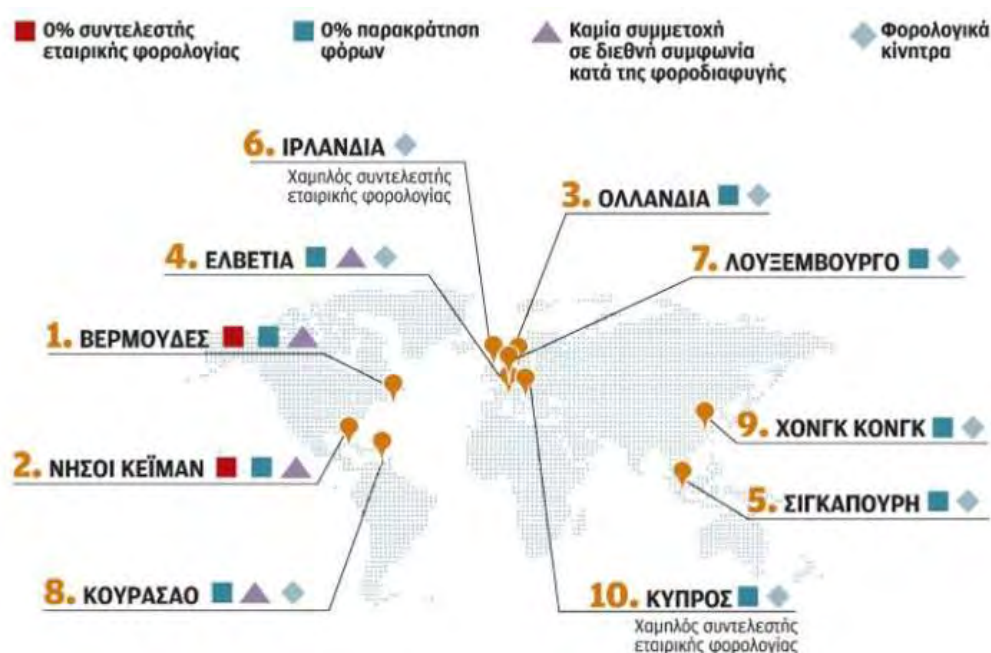 0% συντελεστής
εταιρικής φορολογίας
0% παρακράτηση
φόρων
Καμία συμμετοχή
σε διεθνή συμφωνία
κατά της φοροδιαφυγής
Φορολογικά
κίνητρα
6. ΙΡΛΑΝΔΙΑ
Χαμηλός συντελεστής
εταιρικής φορολογίας
3. ΟΛΛΑΝΔΙΑ
4. ΕΛΒΕΤΙΑ
7. ΛΟΥΞΕΜΒΟΥΡΓΟ
1. ΒΕΡΜΟΥΔΕΣ
9. ΧΟΝΓΚ ΚΟΝΓΚ
2. ΝΗΣΟΙ ΚΕΪΜΑΝ
5. ΣΙΓΚΑΠΟΥΡΗ
8. ΚΟΥΡΑΣΑΟ
10. ΚΥΠΡΟΣ
Χαμηλός συντελεστής
εταιρικής φορολογίας